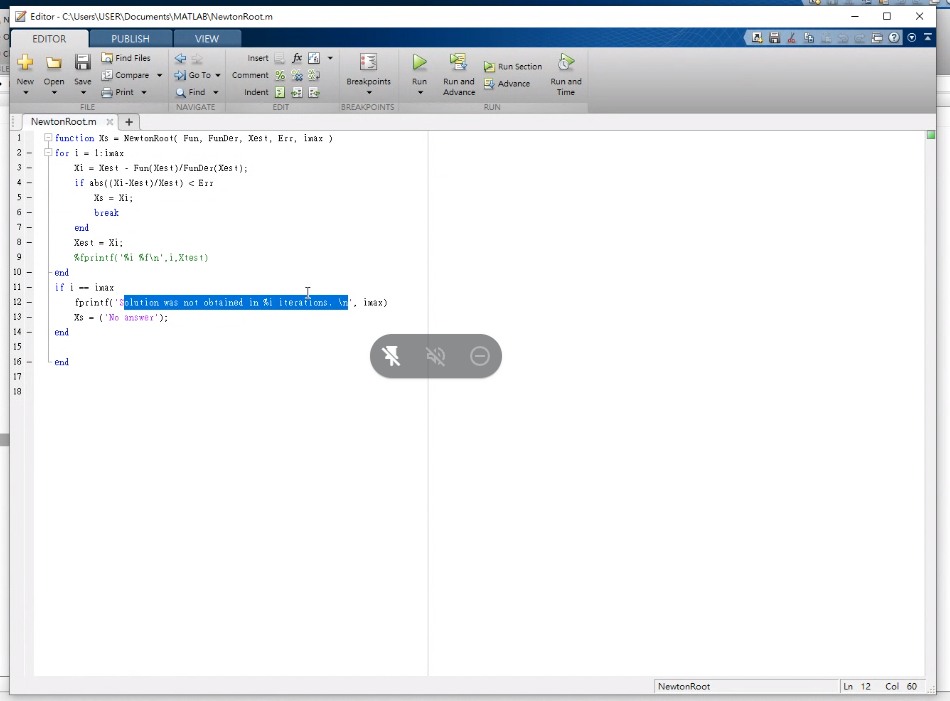 Editor - C:\Users\USER\Documents\MATLAB\NewtonRoot.m
EDITOR PUBLISH VIEW
New Open Save Find Files Compare Print
FILE
Go To Find
NAVIGATE
Insert fx
Comment
Indent
EDIT
Breakpoints
BREAKPOINTS
Run Run and Advance Run Section Advance Run and Time
RUN
NewtonRoot.m
1 function Xs = NewtonRoot( Fun, FunDer, Xest, Err, imax )
2 – for i = 1:imax
3 – Xi = Xest - Fun(Xest)/FunDer(Xest);
4 – if abs((Xi-Xest)/Xest) < Err
5 – Xs = Xi;
6 – break
7 – end
8 – Xest = Xi;
9 %fprintf('%i %f\n',i,Xtest)
10 – end
11 – if i == imax
12 – fprintf('Solution was not obtained in %i iterations. \n', imax)
13 – Xs = ('No answer');
14 – end
15
16 – end
17
18
NewtonRoot Ln 12 Col 60